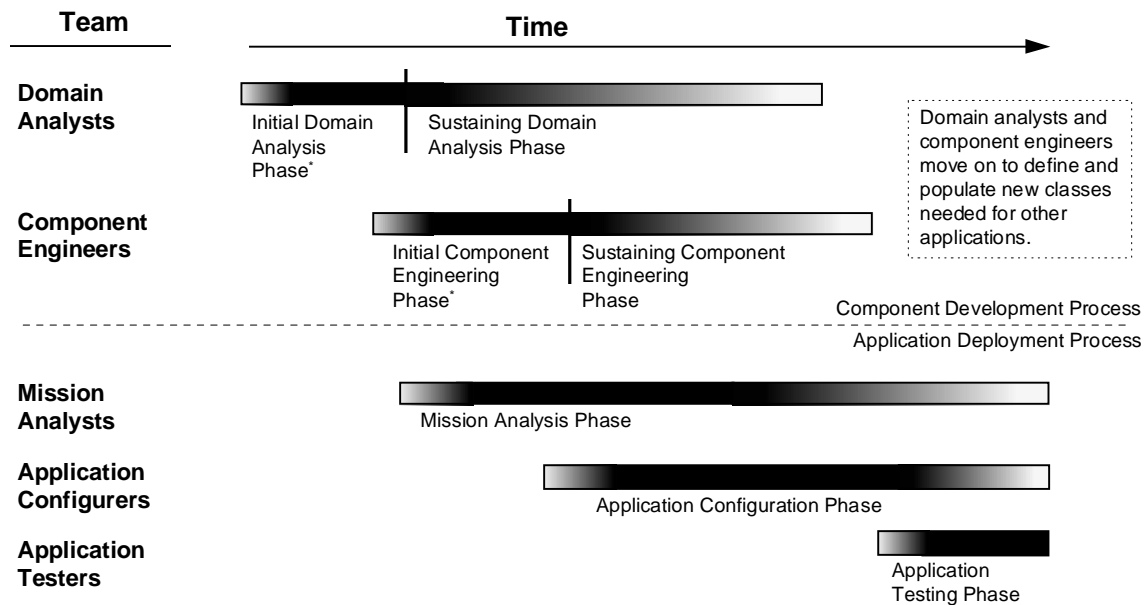 Team
Time
Domain
Analysts
Initial Domain
Analysis
Phase*
Sustaining Domain
Analysis Phase
Domain analysts and
component engineers
move on to define and
populate new classes
needed for other
applications.
Component
Engineers
Initial Component
Engineering
Phase*
Sustaining Component
Engineering
Phase
Component Development Process
Application Deployment Process
Mission
Analysts
Mission Analysis Phase
Application
Configurers
Application Configuration Phase
Application
Testers
Application
Testing Phase